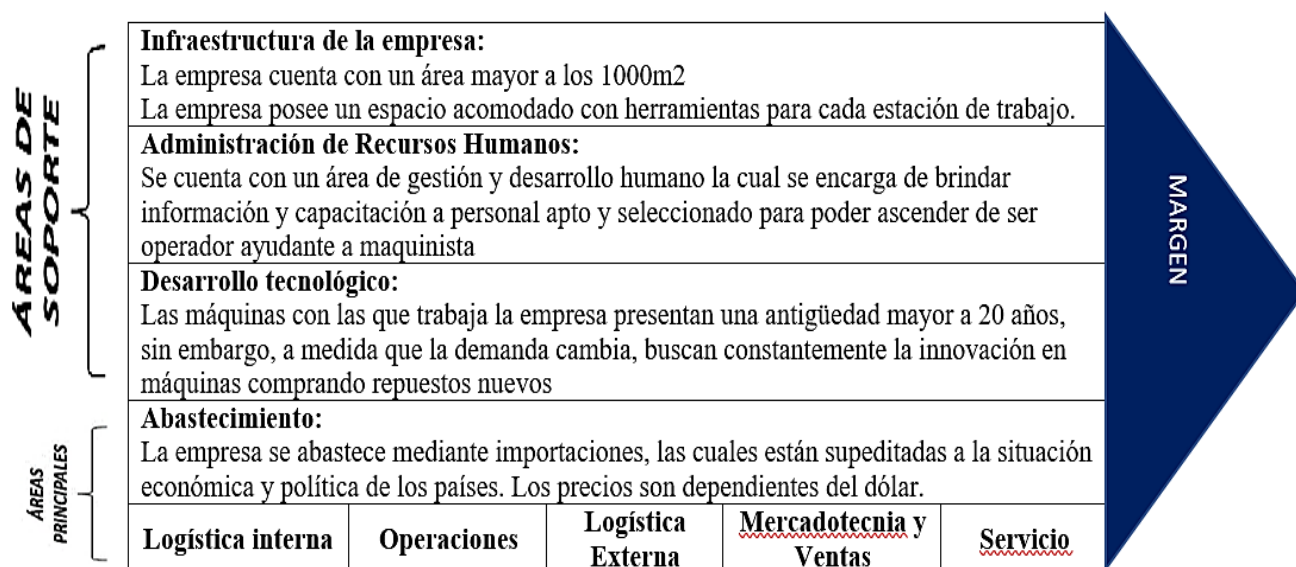 ÁREAS DE
SOPORTE
Infraestructura de la empresa:
La empresa cuenta con un área mayor a los 1000m2
La empresa posee un espacio acomodado con herramientas para cada estación de trabajo.
Administración de Recursos Humanos:
Se cuenta con un área de gestión y desarrollo humano la cual se encarga de brindar
información y capacitación a personal apto y seleccionado para poder ascender de ser
operador ayudante a maquinista
Desarrollo tecnológico:
Las máquinas con las que trabaja la empresa presentan una antigüedad mayor a 20 años,
sin embargo, a medida que la demanda cambia, buscan constantemente la innovación en
máquinas comprando repuestos nuevos
ÁREAS
PRINCIPALES
Abastecimiento:
La empresa se abastece mediante importaciones, las cuales están supeditadas a la situación
económica y política de los países. Los precios son dependientes del dólar.
Logística interna
Operaciones
Logística
Externa
Mercadotecnia y
Ventas
Servicio
MARGEN